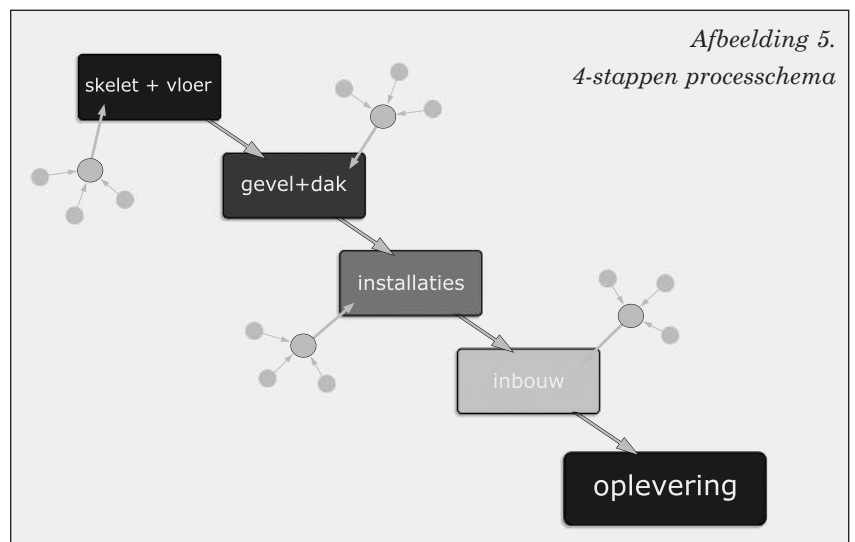 Afbeelding 5.
4-stappen processchema
skelet + vloer
gevel+dak
installaties
inbouw
oplevering